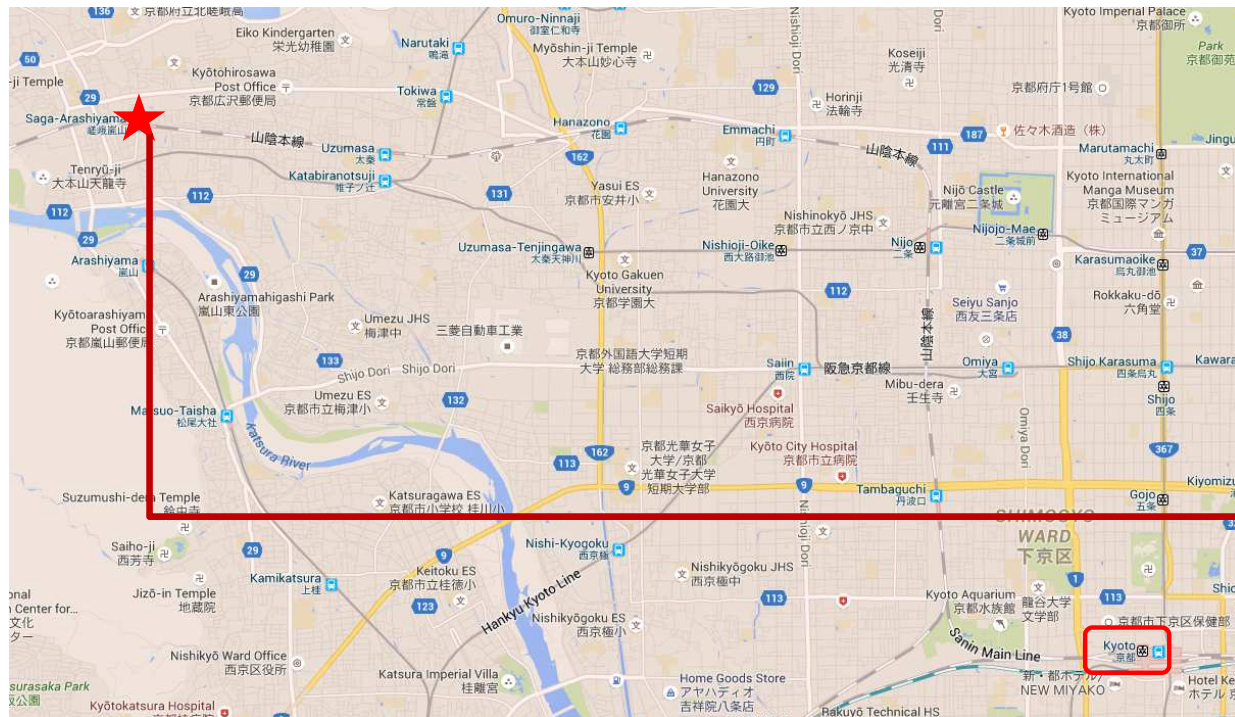 136
京都府立北嵯峨高
Omuro-Ninnaji
御室仁和寺
Kyoto Imperial Palace
京都御所
Eiko Kindergarten
栄光幼稚園
Narutaki
鳴滝
Myōshin-ji Temple
大本山妙心寺
Nishioji Dori
Dori
Koseiji
光清寺
Park
京都御苑
50
-ji Temple
Kyōtohirosawa
Post Office
京都広沢郵便局
Tokiwa
常盤
129
Horinji
法輪寺
京都府庁1号館
29
Saga-Arashiyama
嵯峨嵐山
山陰本線
Hanazono
花園
Emmachi
円町
187
佐々木酒造（株）
Jingu
Uzumasa
太秦
162
山陰本線
111
Marutamachi
丸太町
Tenryū-ji
大本山天龍寺
Katabiranotsuji
帷子ノ辻
Yasui ES
京都市安井小
Hanazono
University
花園大
Nijō Castle
元離宮二条城
Kyoto International
Manga Museum
京都国際マンガ
ミュージアム
112
131
112
Nishinokyō JHS
京都市立西ノ京中
29
Uzumasa-Tenjingawa
太秦天神川
Nishioji-Oike
西大路御池
Nijo
二条
Nijojo-Mae
二条城前
37
Arashiyama
嵐山
29
Kyoto Gakuen
University
京都学園大
Karasumaoike
烏丸御池
Arashiyamahigashi Park
嵐山東公園
112
Seiyu Sanjo
西友三条店
Rokkaku-dō
六角堂
Kyōtoarashiyama
Post Office
京都嵐山郵便局
Umezu JHS
梅津中
三菱自動車工業
38
山陰本線
133
Shijo Dori
Shijo Dori
京都外国語大学短期
大学 総務部総務課
Saiin
西院
阪急京都線
Omiya
大宮
Shijo Karasuma
四条烏丸
Kawara
Umezu ES
京都市立梅津小
132
Mibu-dera
壬生寺
Shijo
四条
Matsuo-Taisha
松尾大社
Saikyō Hospital
西京病院
Omiya Dori
Katsura River
113
162
京都光華女子
大学/京都
光華女子大学
短期大学部
Kyōto City Hospital
京都市立病院
367
Suzumushi-dera Temple
鈴虫寺
Katsuragawa ES
京都市小学校 桂川小
9
9
Tambaguchi
丹波口
Gojo
五条
Kiyomizu
Nishioji Dori
SHIMOGYO
WARD
下京区
Saiho-ji
西芳寺
29
9
Nishi-Kyogoku
西京極
Kamikatsura
上桂
Keitoku ES
京都市立桂徳小
Nishikyōgoku JHS
西京極中
1
Jizō-in Temple
地蔵院
123
Hankyu Kyoto Line
113
Kyoto Aquarium
京都水族館
龍谷大学
文学部
113
Shic
onal
Center for...
文化
ター
Nishikyōgoku ES
西京極小
京都市下京区保健部
Nishikyō Ward Office
西京区役所
Sanin Main Line
Kyoto
京都
Katsura Imperial Villa
桂離宮
Home Goods Store
アヤハディオ
吉祥院八条店
新・都ホテル/
NEW MIYAKO
Hotel Ke
ホテル
surasaka Park
公園
Kyōtokatsura Hospital
Rakuyō Technical HS